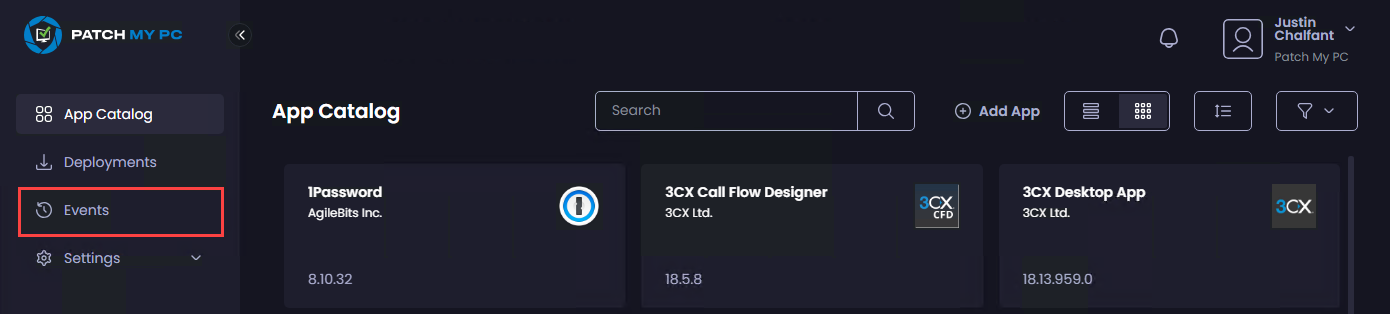 PATCH MY PC
Justin
Chalfant
Patch My PC
App Catalog
Deployments
Events
Settings
App Catalog
Search
Add App
1Password
AgileBits Inc.
8.10.32
3CX Call Flow Designer
3CX Ltd.
3CX
CFD
18.5.8
3CX Desktop App
3CX Ltd.
3CX
18.13.959.0